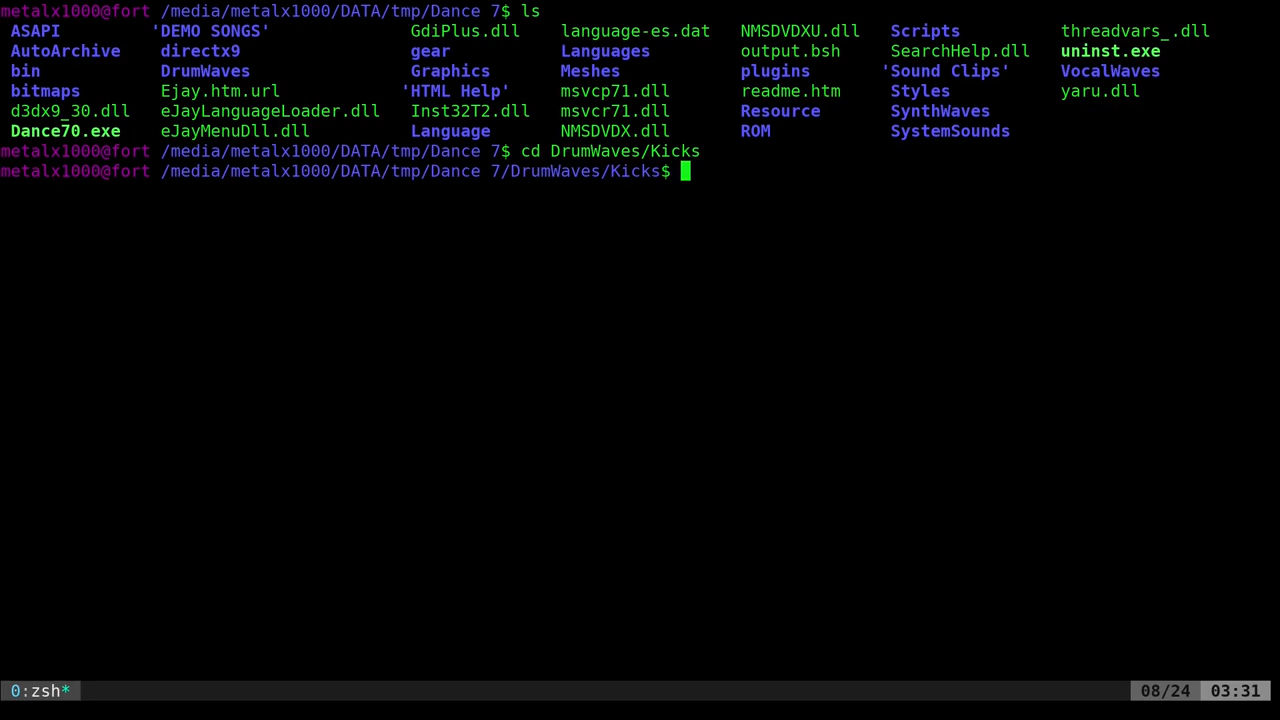 metalx1000@fort /media/metalx1000/DATA/tmp/Dance 7$ ls
ASAPI 'DEMO SONGS' GdiPlus.dll language-es.dat NMSDVDXU.dll Scripts threadvars_.dll
AutoArchive directx9 gear Languages output.bsh SearchHelp.dll uninst.exe
bin DrumWaves Graphics Meshes plugins 'Sound Clips' VocalWaves
bitmaps Ejay.htm.url 'HTML Help' msvcp71.dll readme.htm Styles yaru.dll
d3dx9_30.dll eJayLanguageLoader.dll Inst32T2.dll msvcr71.dll Resource SynthWaves
Dance70.exe eJayMenuDll.dll Language NMSDVDX.dll ROM SystemSounds
metalx1000@fort /media/metalx1000/DATA/tmp/Dance 7$ cd DrumWaves/Kicks
metalx1000@fort /media/metalx1000/DATA/tmp/Dance 7/DrumWaves/Kicks$
0:zsh* 08/24 03:31